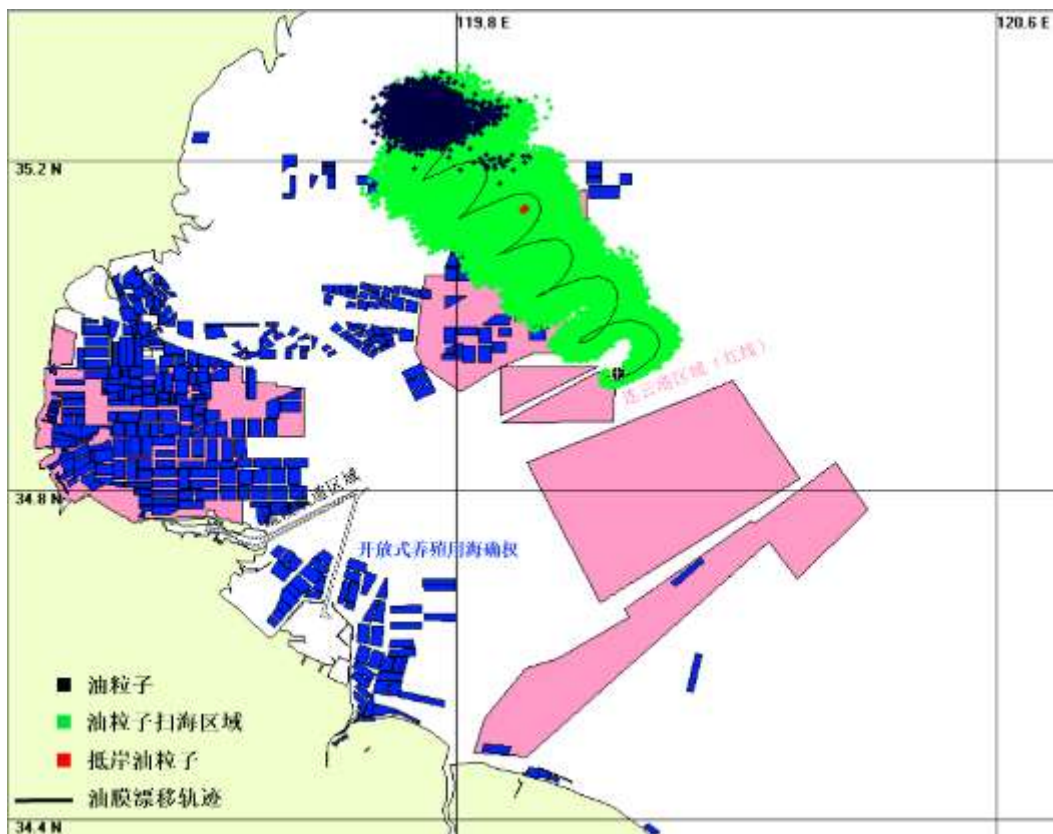 119.8 E
120.6 E
35.2 N
连云港区域（红线）
34.8 N
开放式养殖用海确权
油粒子
油粒子扫海区域
抵岸油粒子
油膜漂移轨迹
34.4 N